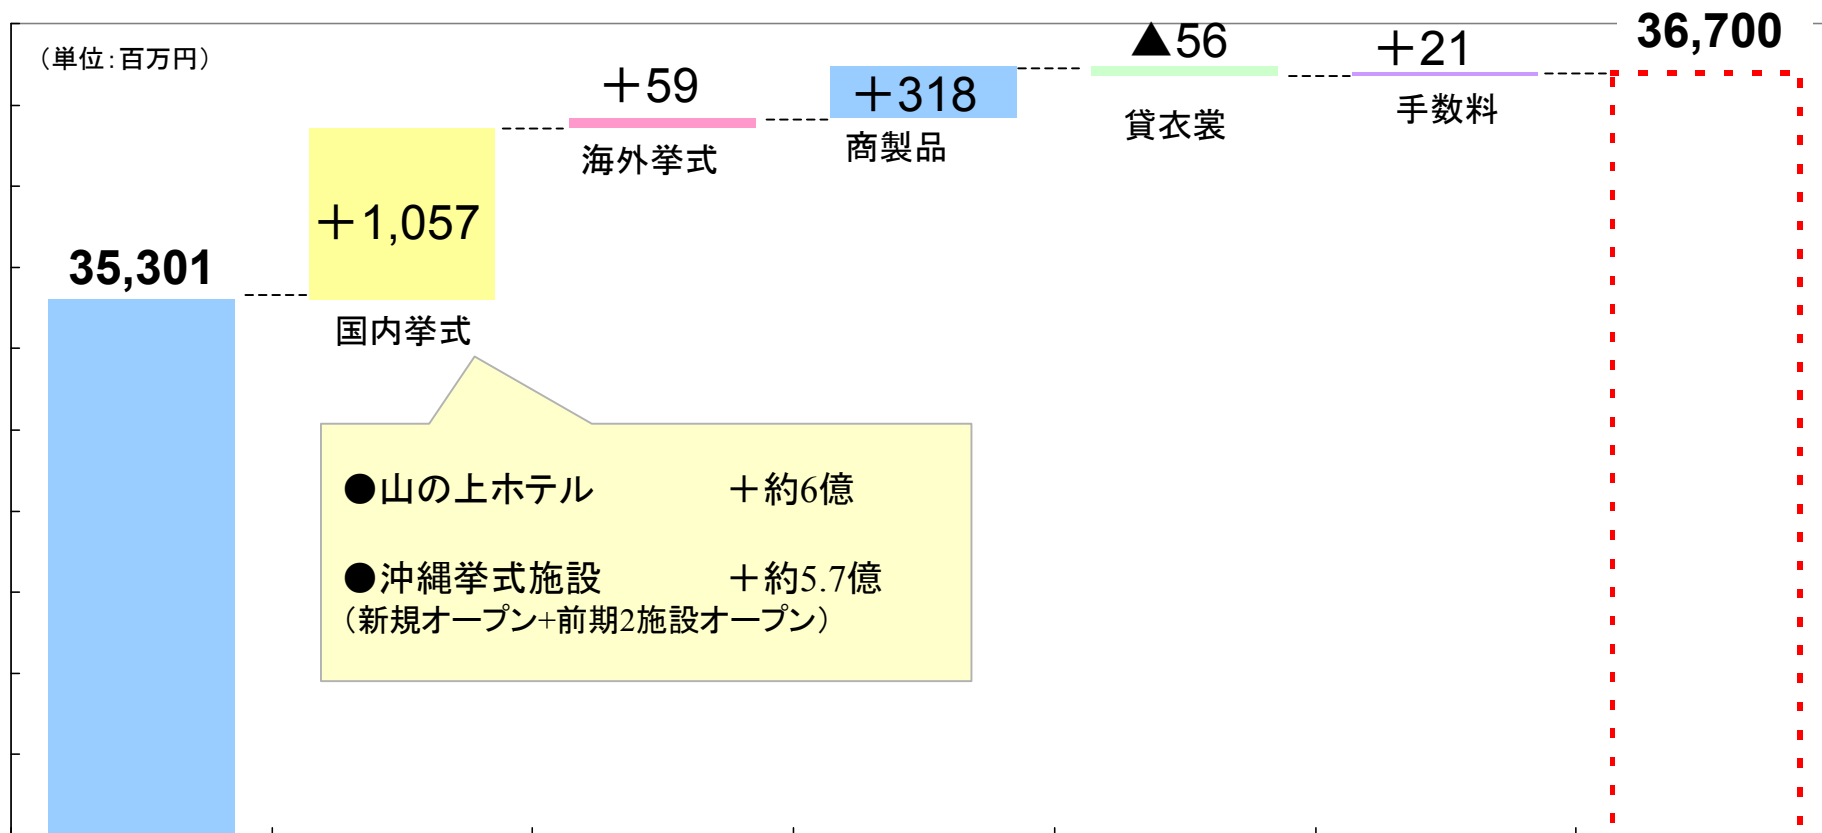 （単位：百万円）
35,301
＋1,057
国内挙式
＋59
海外挙式
＋318
商製品
▲56
貸衣裳
＋21
手数料
36,700
●山の上ホテル　＋約6億
●沖縄挙式施設　＋約5.7億
（新規オープン+前期2施設オープン）